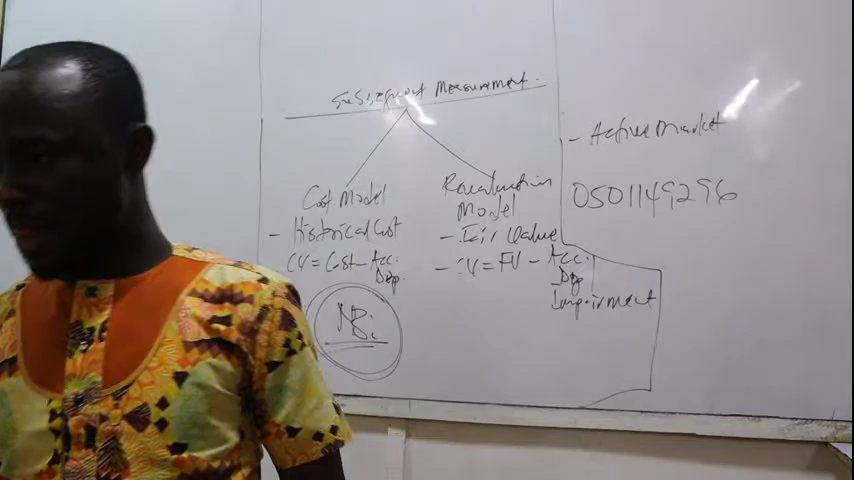 Subsequent Measurement.
Cost Model
- Historical Cost
CV = Cost - Acc.
Dep.
NB:
Revaluation
Model
- Fair Value
- CV = FV - Acc.
Dep
Impairment
- Active Market
0501149296